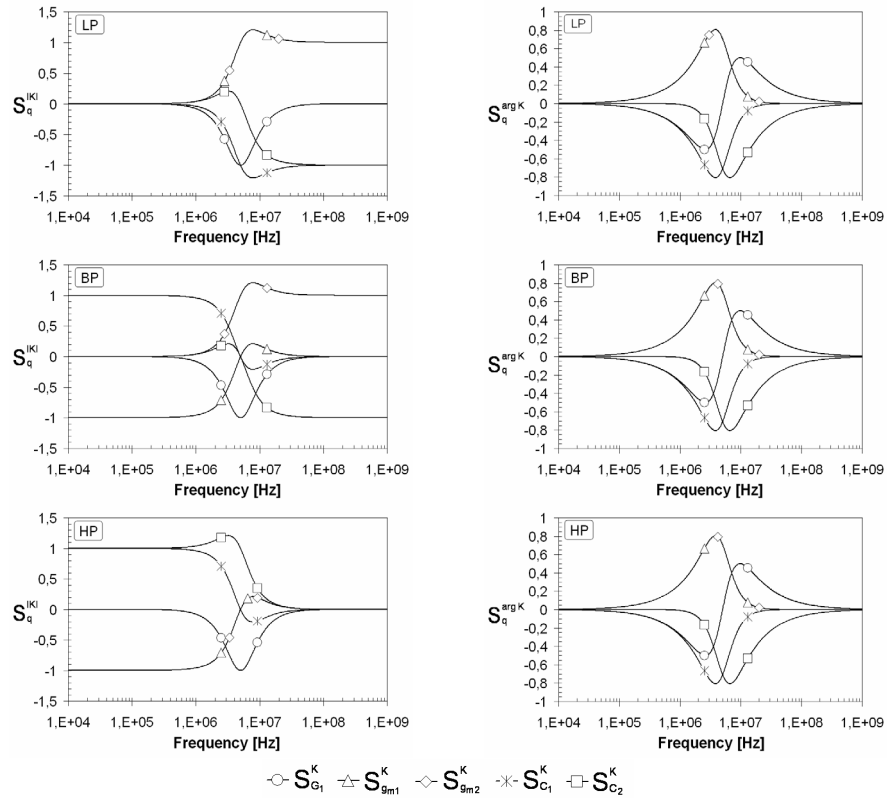 LP
1,5
1
0,5
0
-0,5
-1
-1,5
S_q^|K|
1,E+04 1,E+05 1,E+06 1,E+07 1,E+08 1,E+09
Frequency [Hz]
LP
1
0,8
0,6
0,4
0,2
0
-0,2
-0,4
-0,6
-0,8
-1
S_q^arg K
1,E+04 1,E+05 1,E+06 1,E+07 1,E+08 1,E+09
Frequency [Hz]
BP
1,5
1
0,5
0
-0,5
-1
-1,5
S_q^|K|
1,E+04 1,E+05 1,E+06 1,E+07 1,E+08 1,E+09
Frequency [Hz]
BP
1
0,8
0,6
0,4
0,2
0
-0,2
-0,4
-0,6
-0,8
-1
S_q^arg K
1,E+04 1,E+05 1,E+06 1,E+07 1,E+08 1,E+09
Frequency [Hz]
HP
1,5
1
0,5
0
-0,5
-1
-1,5
S_q^|K|
1,E+04 1,E+05 1,E+06 1,E+07 1,E+08 1,E+09
Frequency [Hz]
HP
1
0,8
0,6
0,4
0,2
0
-0,2
-0,4
-0,6
-0,8
-1
S_q^arg K
1,E+04 1,E+05 1,E+06 1,E+07 1,E+08 1,E+09
Frequency [Hz]
S_G1^K S_gm1^K S_gm2^K S_C1^K S_C2^K